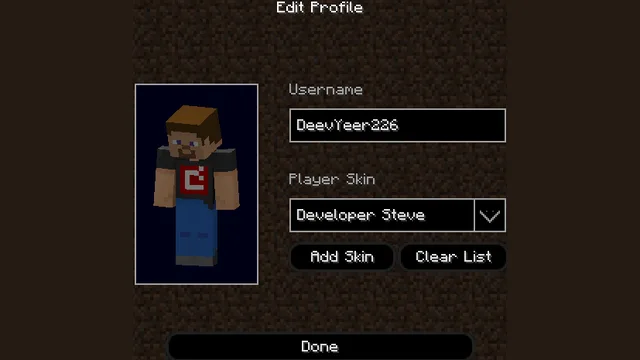 Edit Profile
Username
DeevYeer226
Player Skin
Developer Steve
Add Skin
Clear List
Done